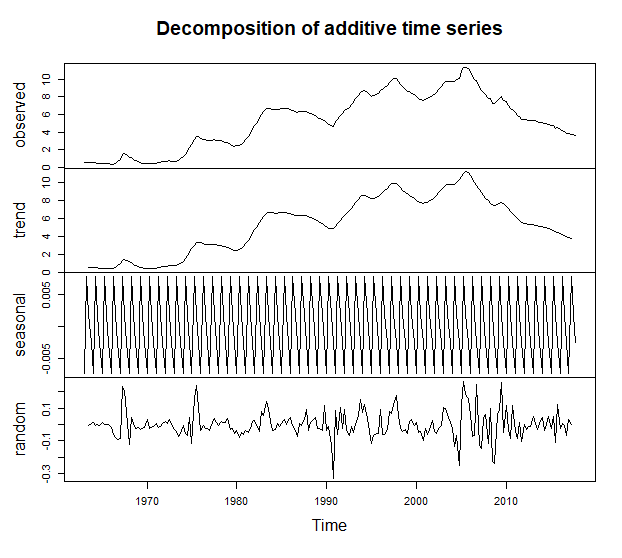 Decomposition of additive time series
observed
0 2 4 6 8 10
trend
0 2 4 6 8 10
seasonal
-0.005 0.005
random
-0.3 -0.1 0.1
1970 1980 1990 2000 2010
Time